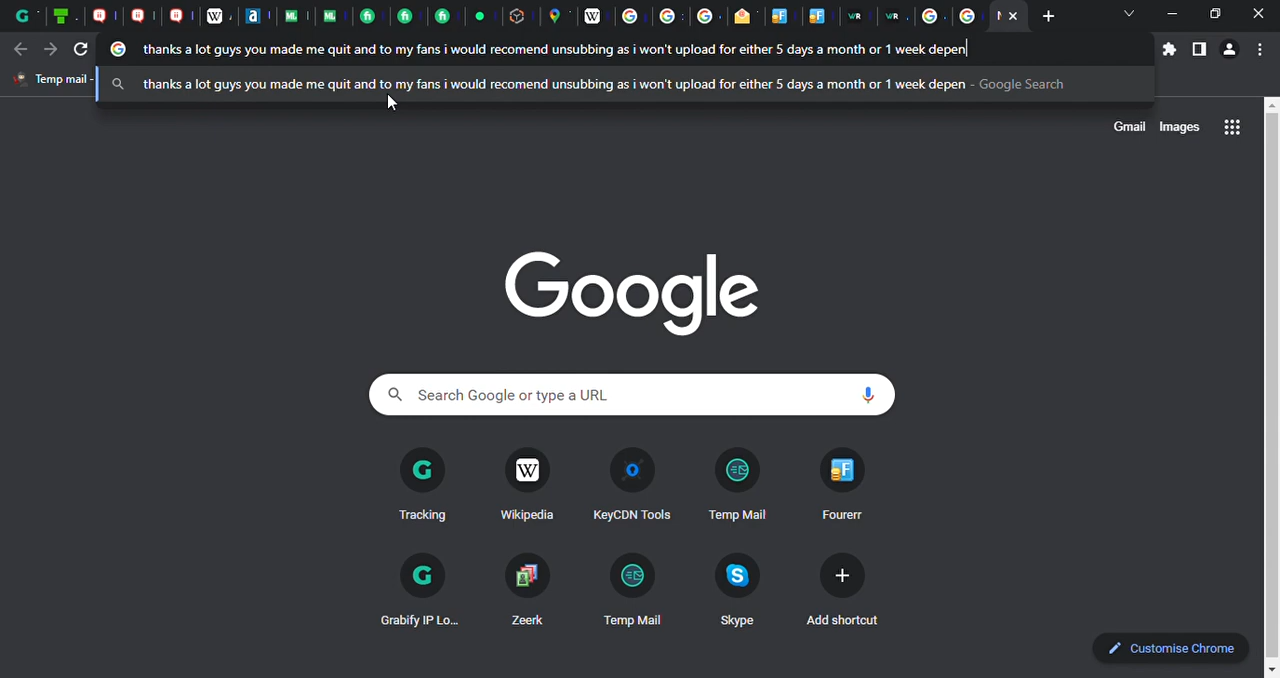 thanks a lot guys you made me quit and to my fans i would recomend unsubbing as i won't upload for either 5 days a month or 1 week depen
Temp mail -
thanks a lot guys you made me quit and to my fans i would recomend unsubbing as i won't upload for either 5 days a month or 1 week depen - Google Search
Gmail Images
Google
Search Google or type a URL
Tracking Wikipedia KeyCDN Tools Temp Mail Fourerr
Grabify IP Lo... Zeerk Temp Mail Skype Add shortcut
Customise Chrome